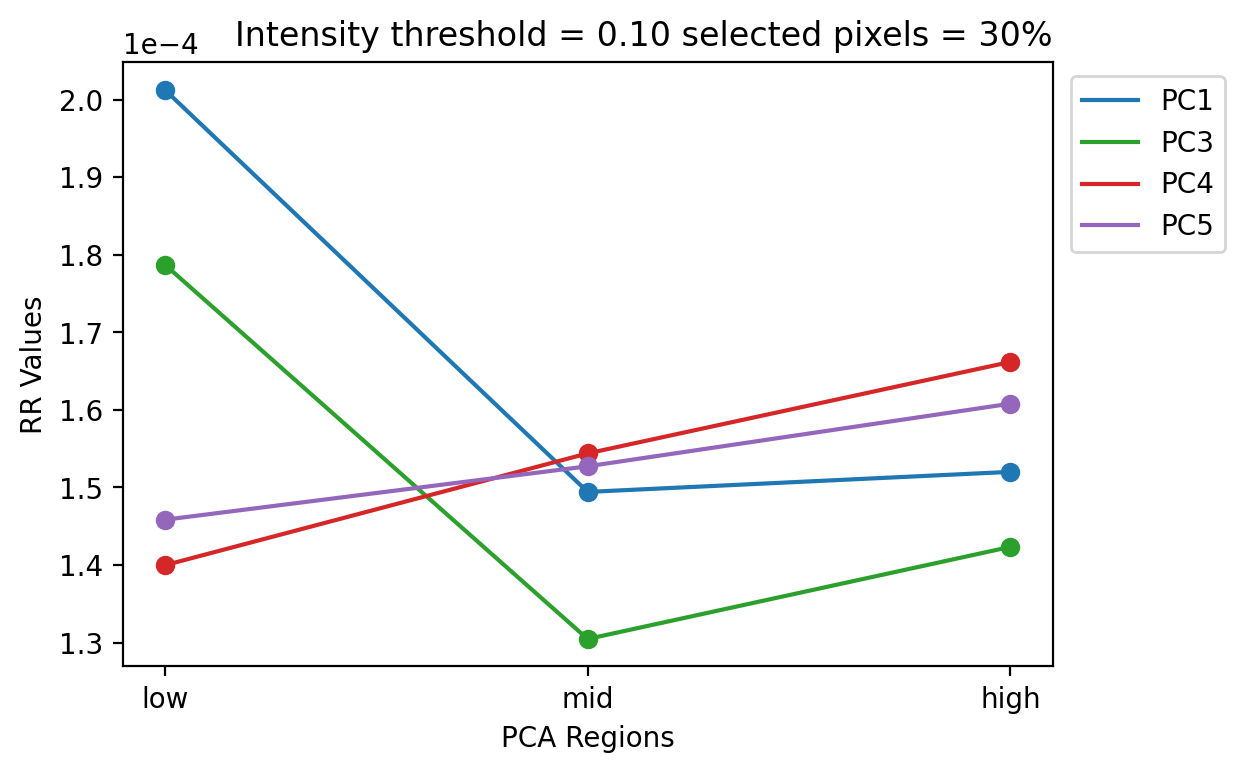 Intensity threshold = 0.10 selected pixels = 30%
1e−4
2.0
1.9
1.8
1.7
1.6
1.5
1.4
1.3
RR Values
low mid high
PCA Regions
PC1
PC3
PC4
PC5